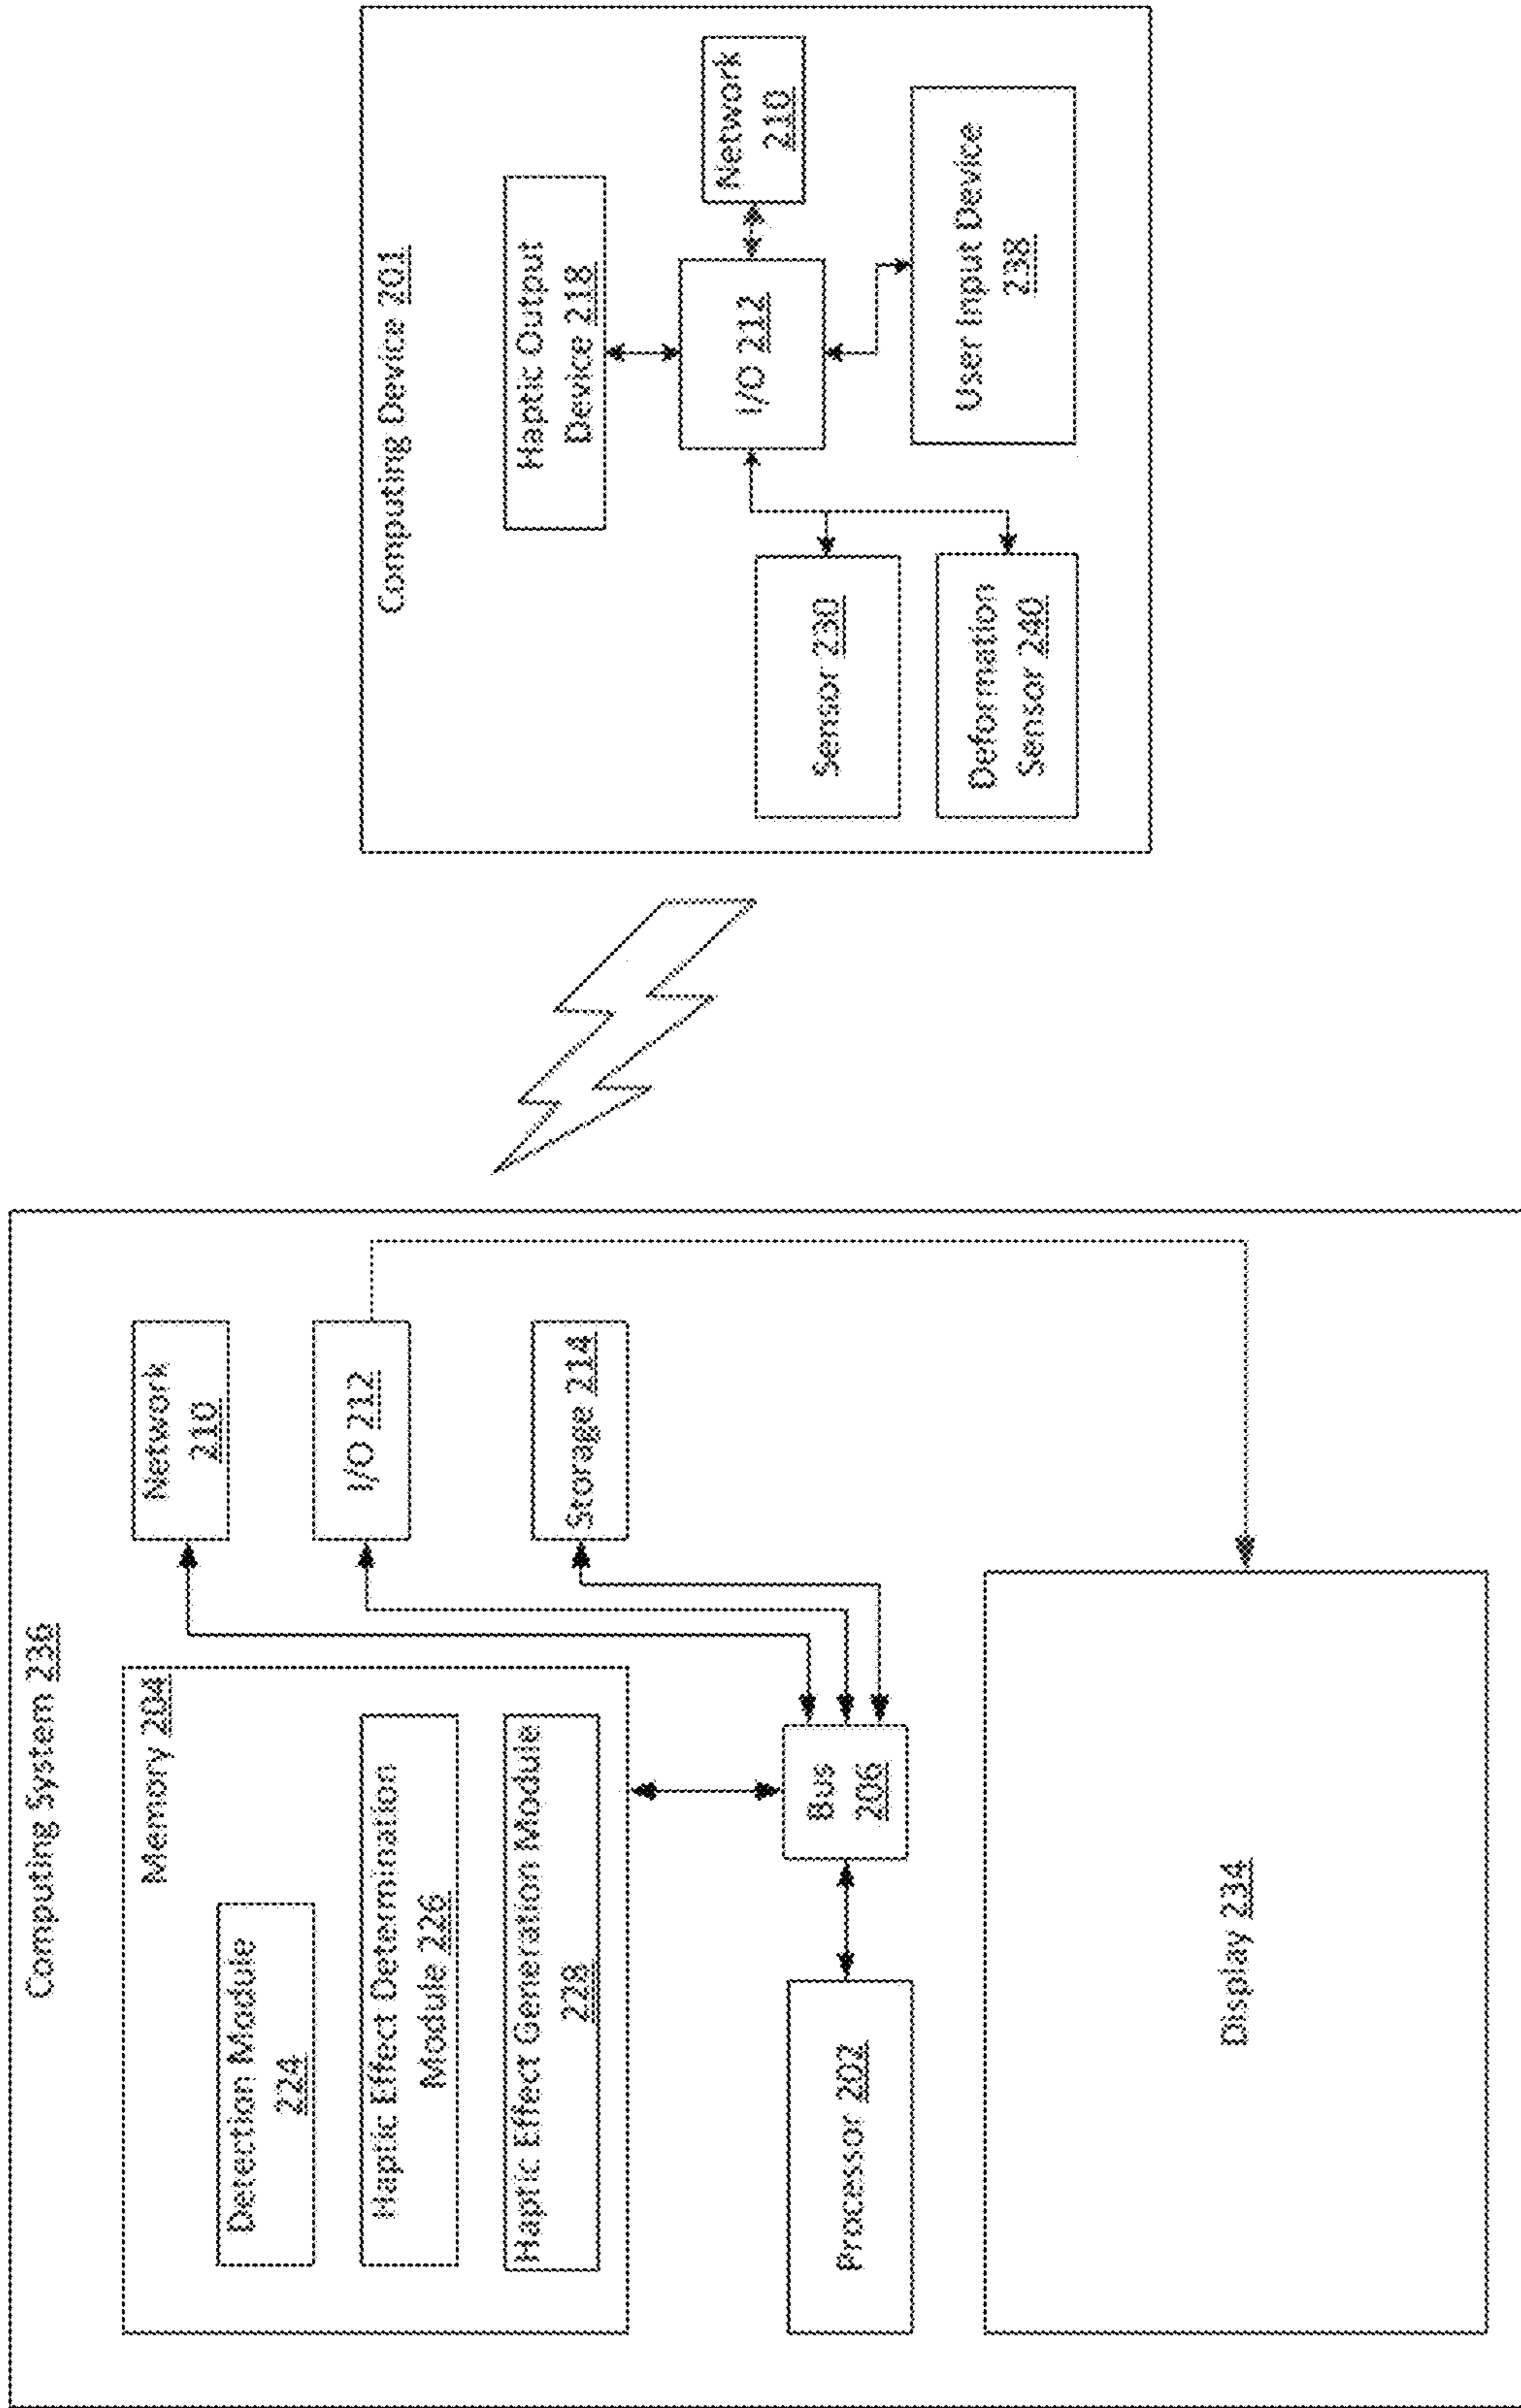 Computing System 236
Memory 204
Detection Module
224
Haptic Effect Determination
Module 226
Haptic Effect Generation Module
228
Network
210
I/O 212
Storage 214
Processor 202
Bus
206
Display 234
Computing Device 201
Haptic Output
Device 218
I/O 212
Network
210
Sensor 230
Deformation
Sensor 240
User Input Device
238